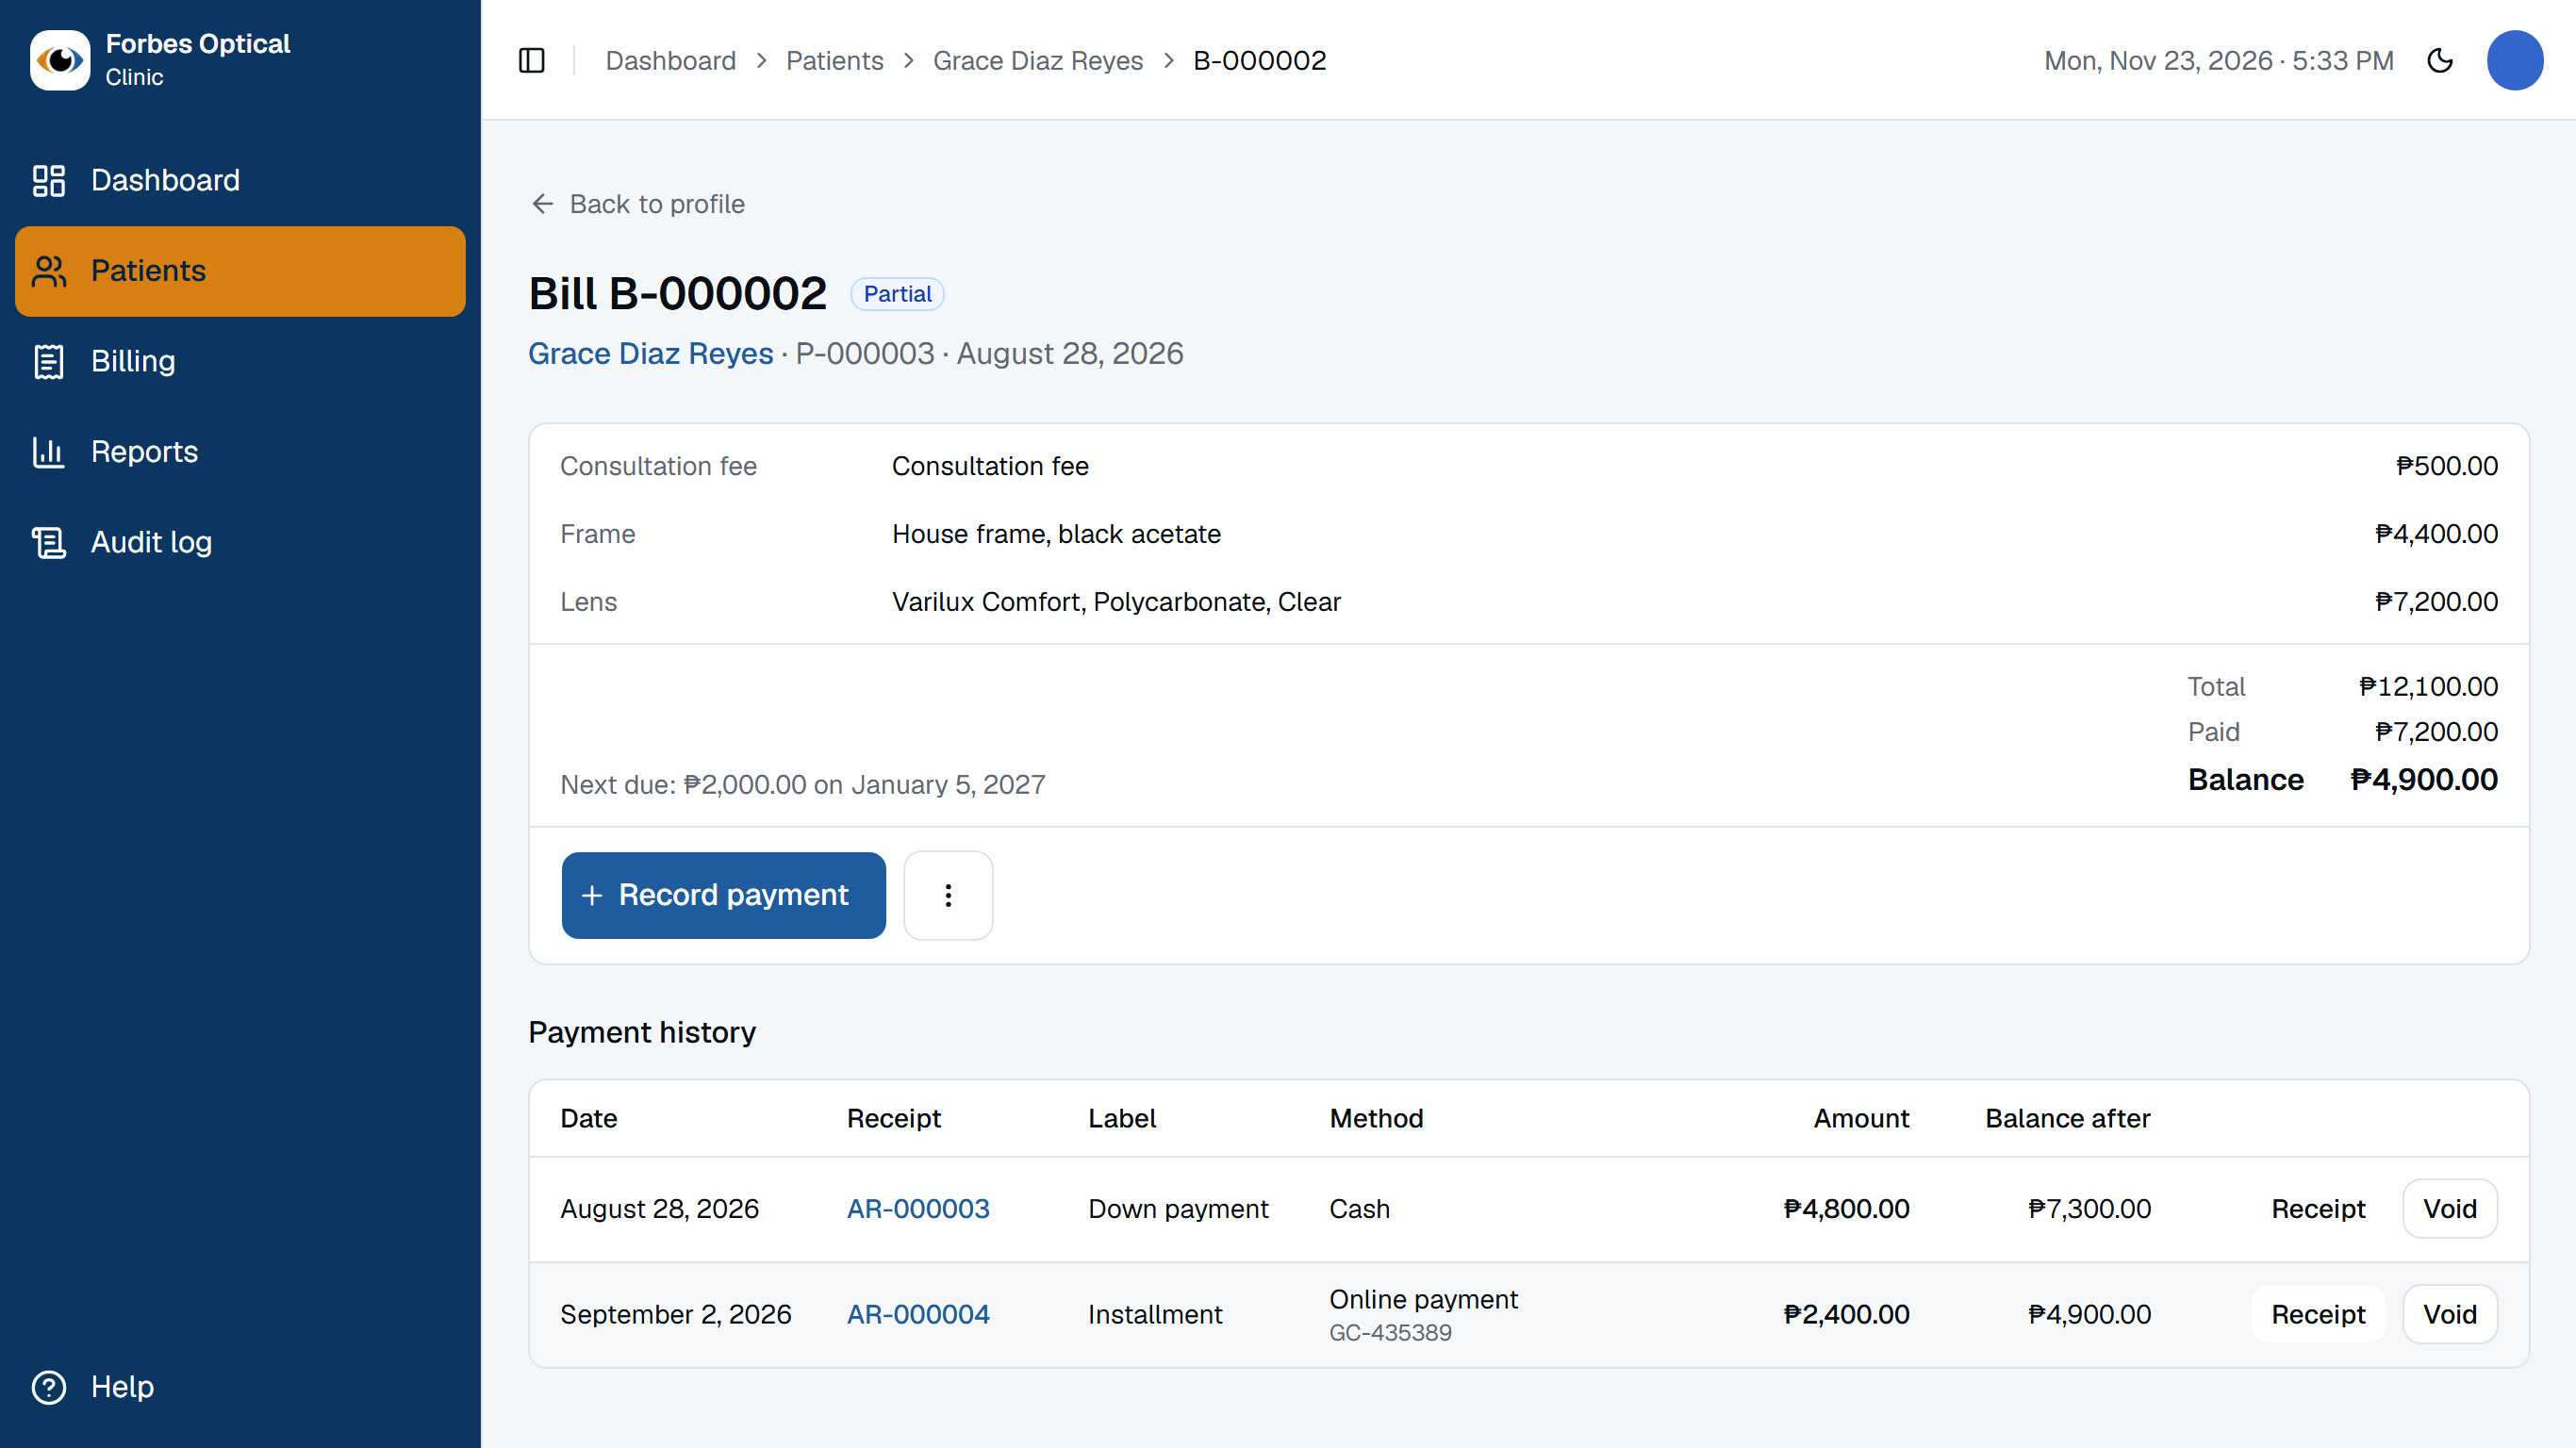 Forbes Optical
Clinic
Dashboard
Patients
Billing
Reports
Audit log
Help
Dashboard > Patients > Grace Diaz Reyes > B-000002
Mon, Nov 23, 2026 · 5:33 PM
← Back to profile
Bill B-000002 Partial
Grace Diaz Reyes · P-000003 · August 28, 2026
Consultation fee Consultation fee ₱500.00
Frame House frame, black acetate ₱4,400.00
Lens Varilux Comfort, Polycarbonate, Clear ₱7,200.00
Total ₱12,100.00
Paid ₱7,200.00
Next due: ₱2,000.00 on January 5, 2027
Balance ₱4,900.00
+ Record payment
Payment history
Date Receipt Label Method Amount Balance after
August 28, 2026 AR-000003 Down payment Cash ₱4,800.00 ₱7,300.00 Receipt Void
September 2, 2026 AR-000004 Installment Online payment ₱2,400.00 ₱4,900.00 Receipt Void
GC-435389